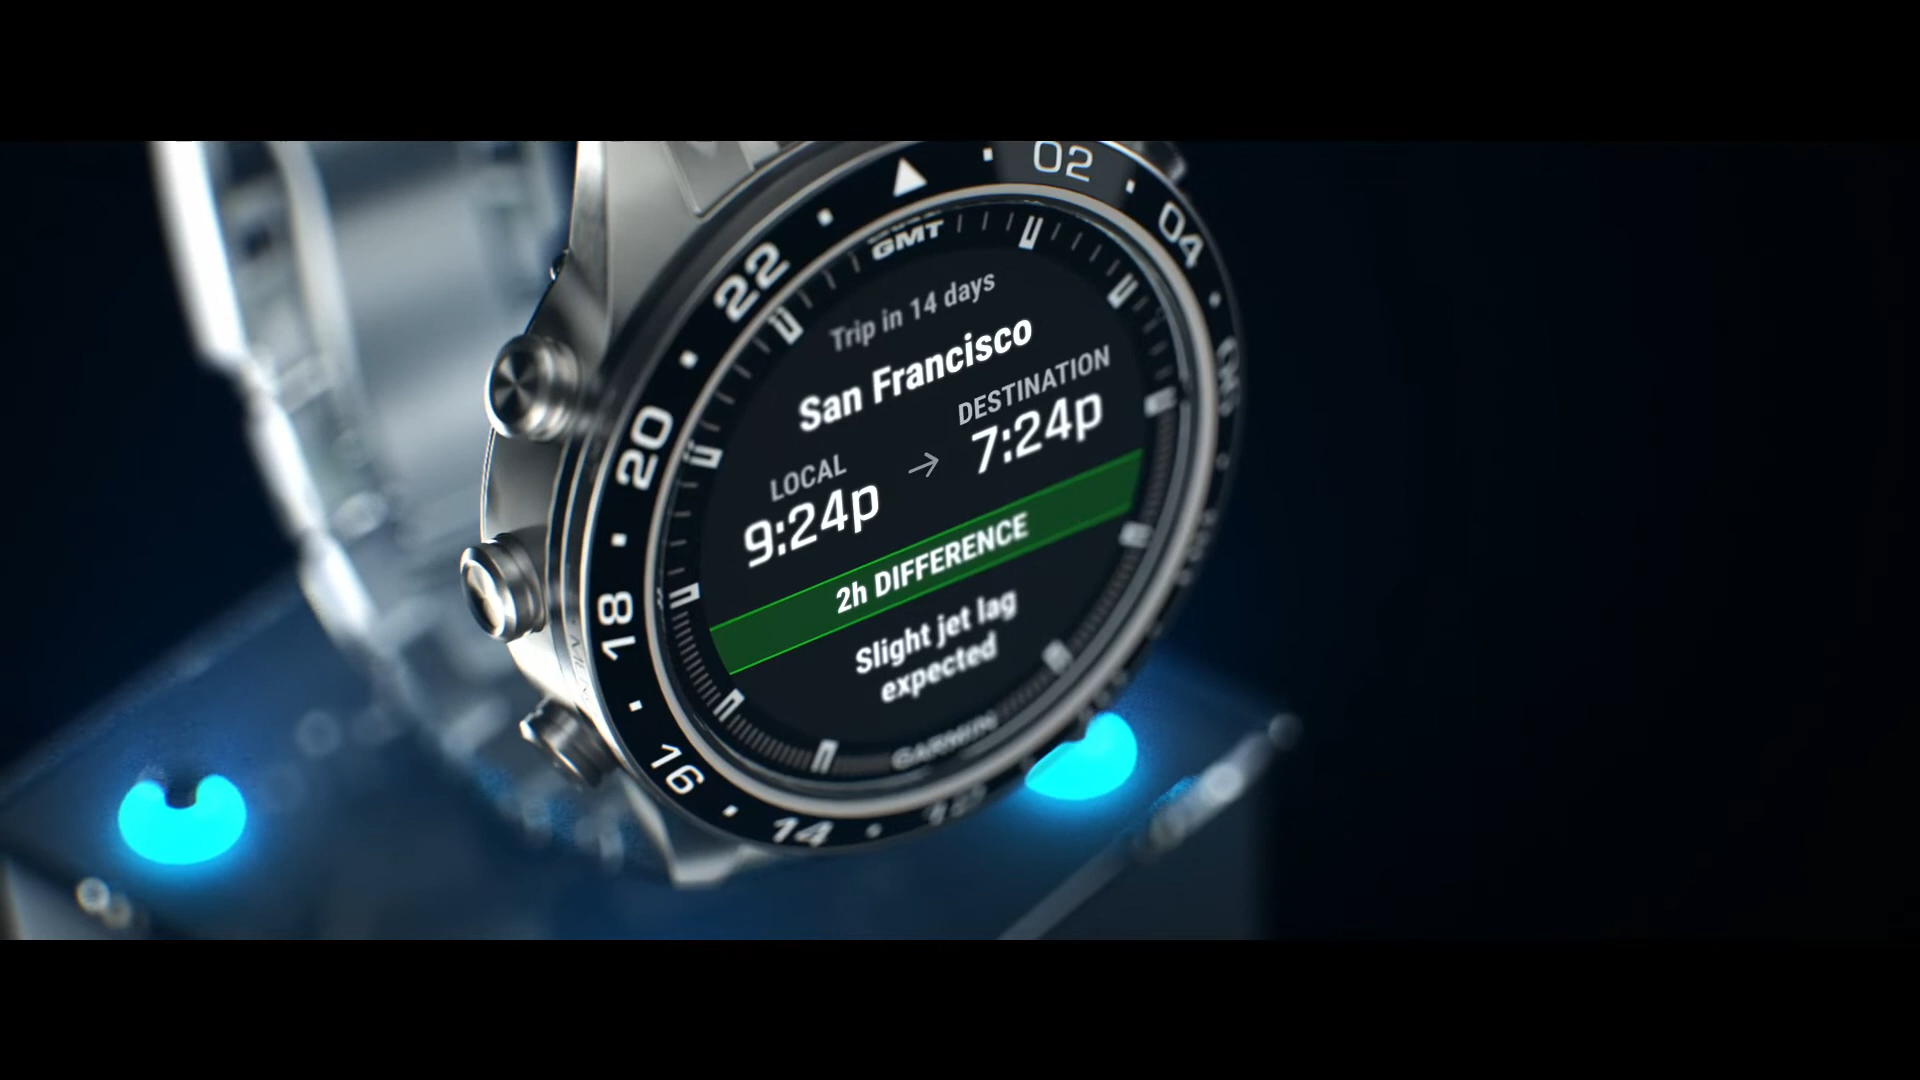 02
04
22
20
18
16
14
GMT
Trip in 14 days
San Francisco
LOCAL
DESTINATION
9:24p
7:24p
2h DIFFERENCE
Slight jet lag
expected
GARMIN